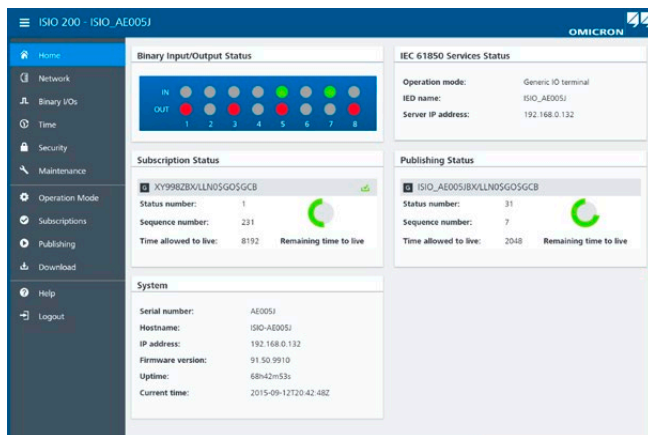 ISIO 200 - ISIO_AE005J
OMICRON
Home
Network
Binary I/Os
Time
Security
Maintenance
Operation Mode
Subscriptions
Publishing
Download
Help
Logout
Binary Input/Output Status
IN
OUT
1 2 3 4 5 6 7 8
IEC 61850 Services Status
Operation mode: Generic IO terminal
IED name: ISIO_AE005J
Server IP address: 192.168.0.132
Subscription Status
G XY998ZBX/LLN0$GO$GCB
Status number: 1
Sequence number: 231
Time allowed to live: 8192 Remaining time to live
Publishing Status
G ISIO_AE005JBX/LLN0$GO$GCB
Status number: 31
Sequence number: 7
Time allowed to live: 2048 Remaining time to live
System
Serial number: AE005J
Hostname: ISIO-AE005J
IP address: 192.168.0.132
Firmware version: 91.50.9910
Uptime: 68h42m53s
Current time: 2015-09-12T20:42:48Z